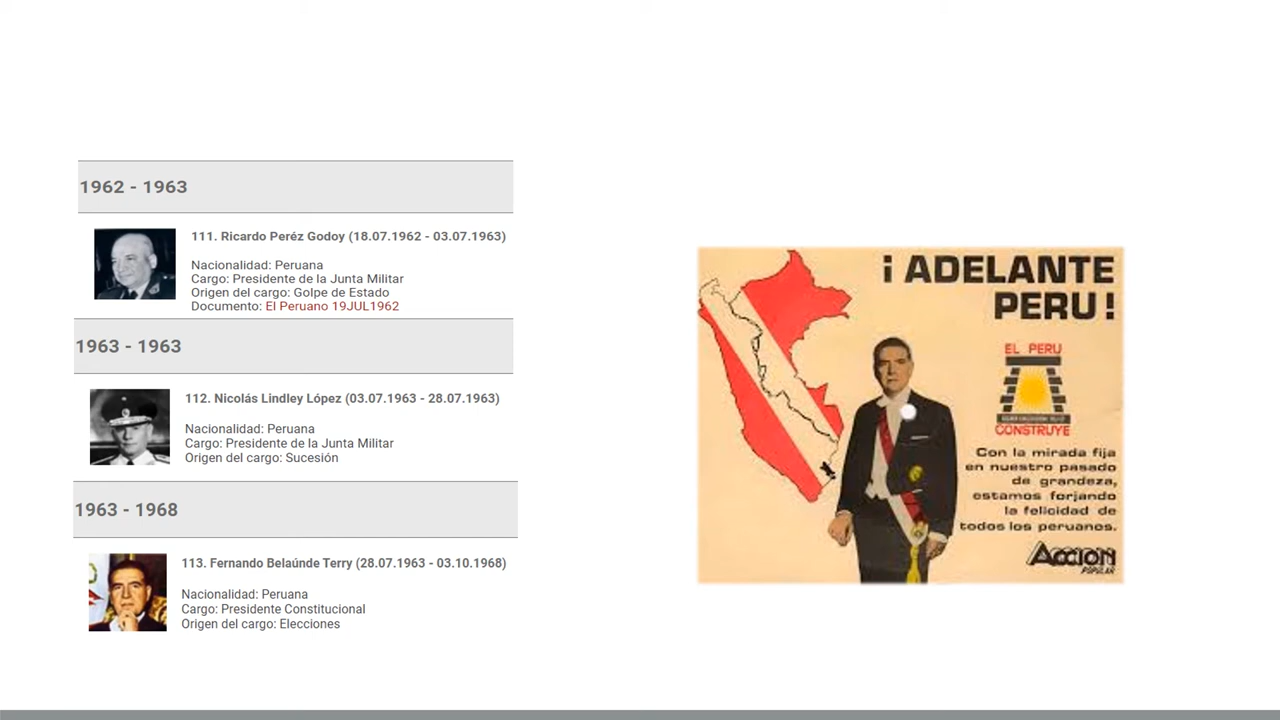 1962 - 1963
111. Ricardo Peréz Godoy (18.07.1962 - 03.07.1963)
Nacionalidad: Peruana
Cargo: Presidente de la Junta Militar
Origen del cargo: Golpe de Estado
Documento: El Peruano 19JUL1962
1963 - 1963
112. Nicolás Lindley López (03.07.1963 - 28.07.1963)
Nacionalidad: Peruana
Cargo: Presidente de la Junta Militar
Origen del cargo: Sucesión
1963 - 1968
113. Fernando Belaúnde Terry (28.07.1963 - 03.10.1968)
Nacionalidad: Peruana
Cargo: Presidente Constitucional
Origen del cargo: Elecciones
¡ ADELANTE
PERU !
EL PERU
CONSTRUYE
Con la mirada fija
en nuestro pasado
de grandeza,
estamos forjando
la felicidad de
todos los peruanos.
Acción
POPULAR